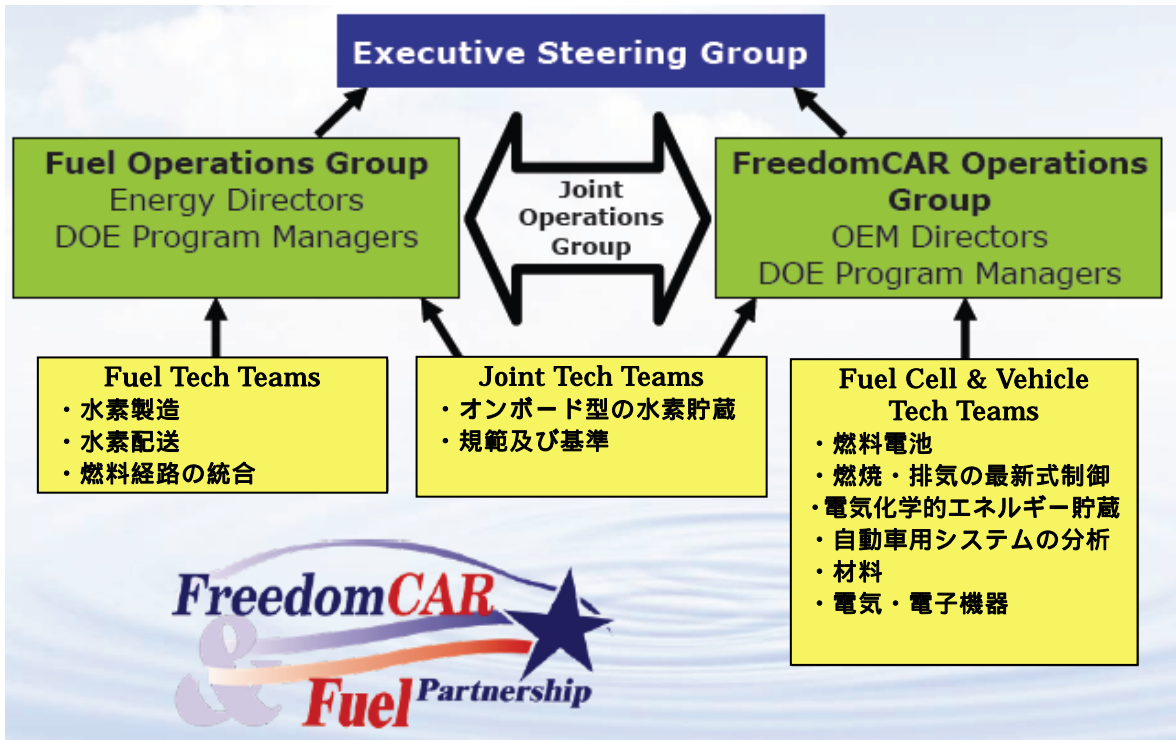 Executive Steering Group
Fuel Operations Group
Energy Directors
DOE Program Managers
Joint
Operations
Group
FreedomCAR Operations
Group
OEM Directors
DOE Program Managers
Fuel Tech Teams
・水素製造
・水素配送
・燃料経路の統合
Joint Tech Teams
・オンボード型の水素貯蔵
・規範及び基準
Fuel Cell & Vehicle
Tech Teams
・燃料電池
・燃焼・排気の最新式制御
・電気化学的エネルギー貯蔵
・自動車用システムの分析
・材料
・電気・電子機器
FreedomCAR
&
Fuel Partnership